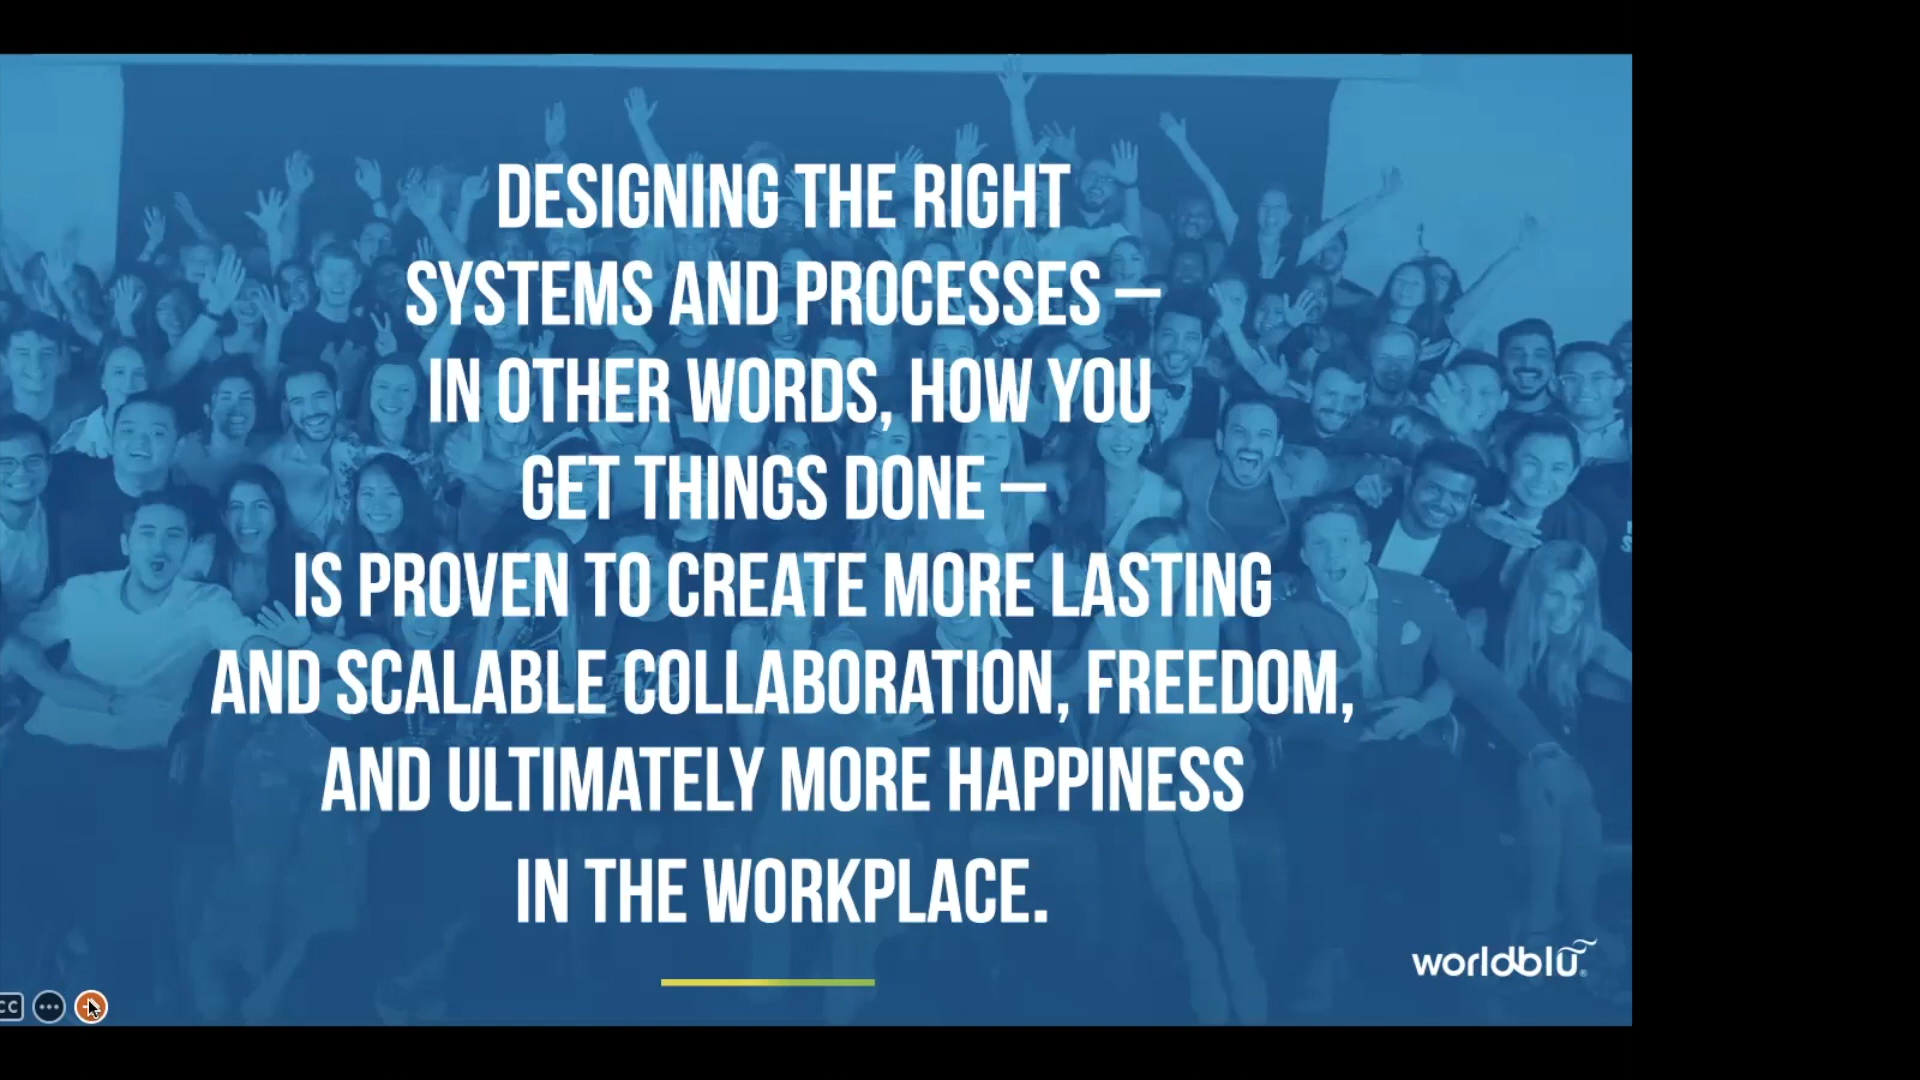 DESIGNING THE RIGHT
SYSTEMS AND PROCESSES –
IN OTHER WORDS, HOW YOU
GET THINGS DONE –
IS PROVEN TO CREATE MORE LASTING
AND SCALABLE COLLABORATION, FREEDOM,
AND ULTIMATELY MORE HAPPINESS
IN THE WORKPLACE.
worldblu®
CC